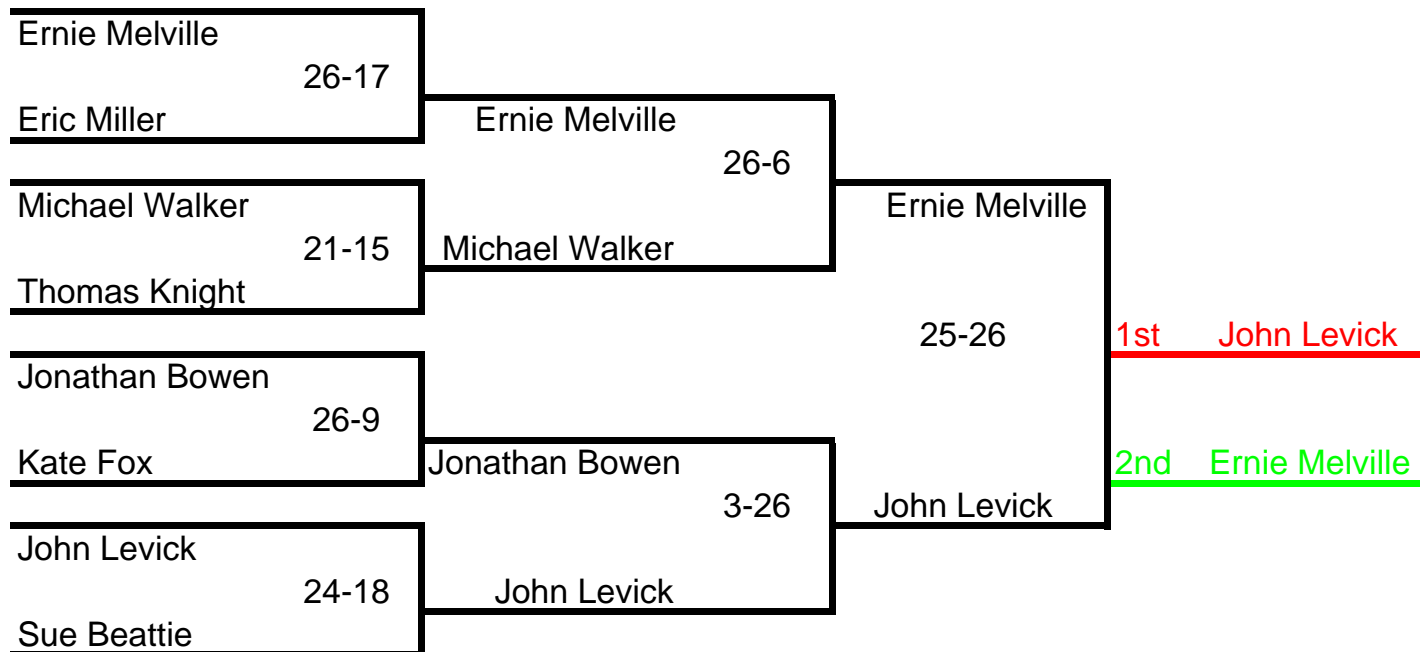 Ernie Melville
26-17
Eric Miller
Ernie Melville
26-6
Michael Walker
Ernie Melville
21-15
Michael Walker
Thomas Knight
25-26
1st John Levick
Jonathan Bowen
26-9
Kate Fox
Jonathan Bowen
2nd Ernie Melville
3-26
John Levick
John Levick
24-18
John Levick
Sue Beattie